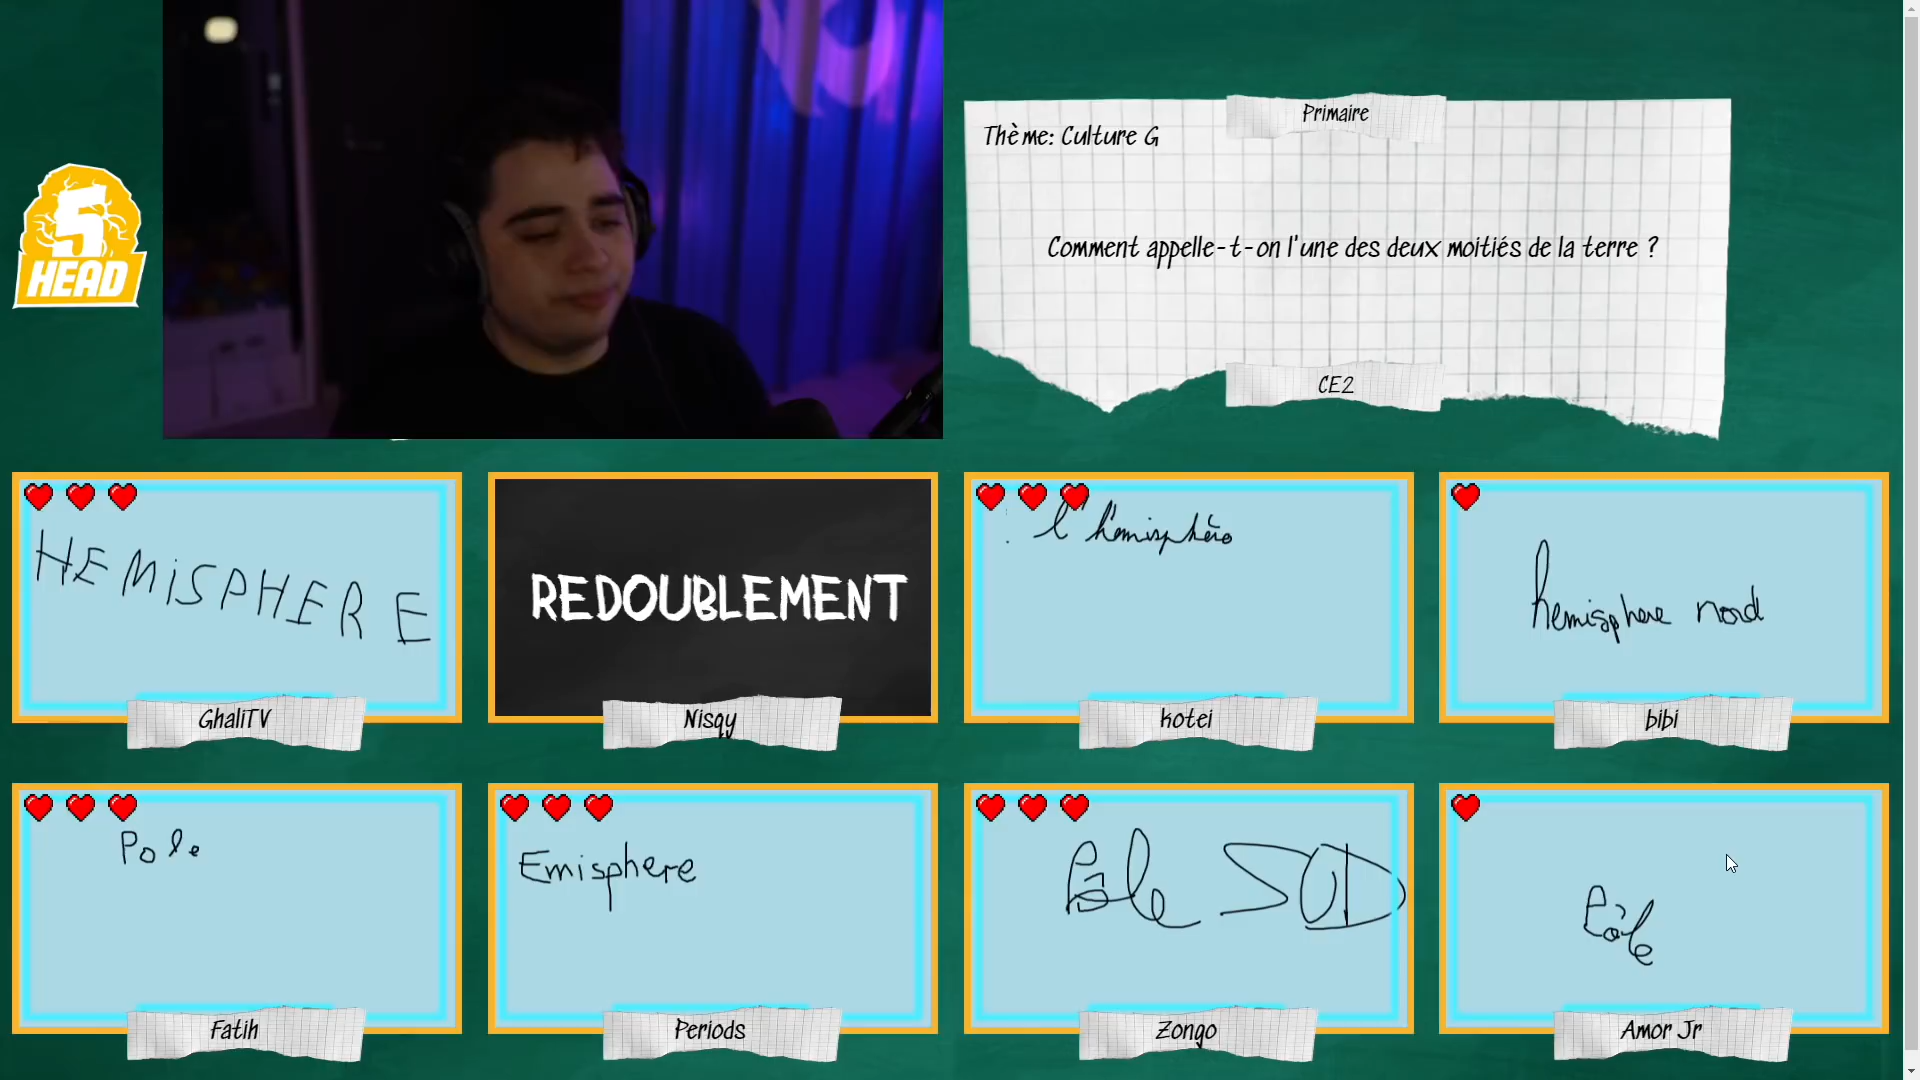 5
HEAD
Primaire
Thème: Culture G
Comment appelle-t-on l'une des deux moitiés de la terre ?
CE2
HEMISPHERE
GhaliTV
REDOUBLEMENT
Nisqy
l'hémisphère
kotei
hemisphere nord
bibi
Pole
Fatih
Emisphere
Periods
Pôle SUD
Zongo
Pôle
Amor Jr